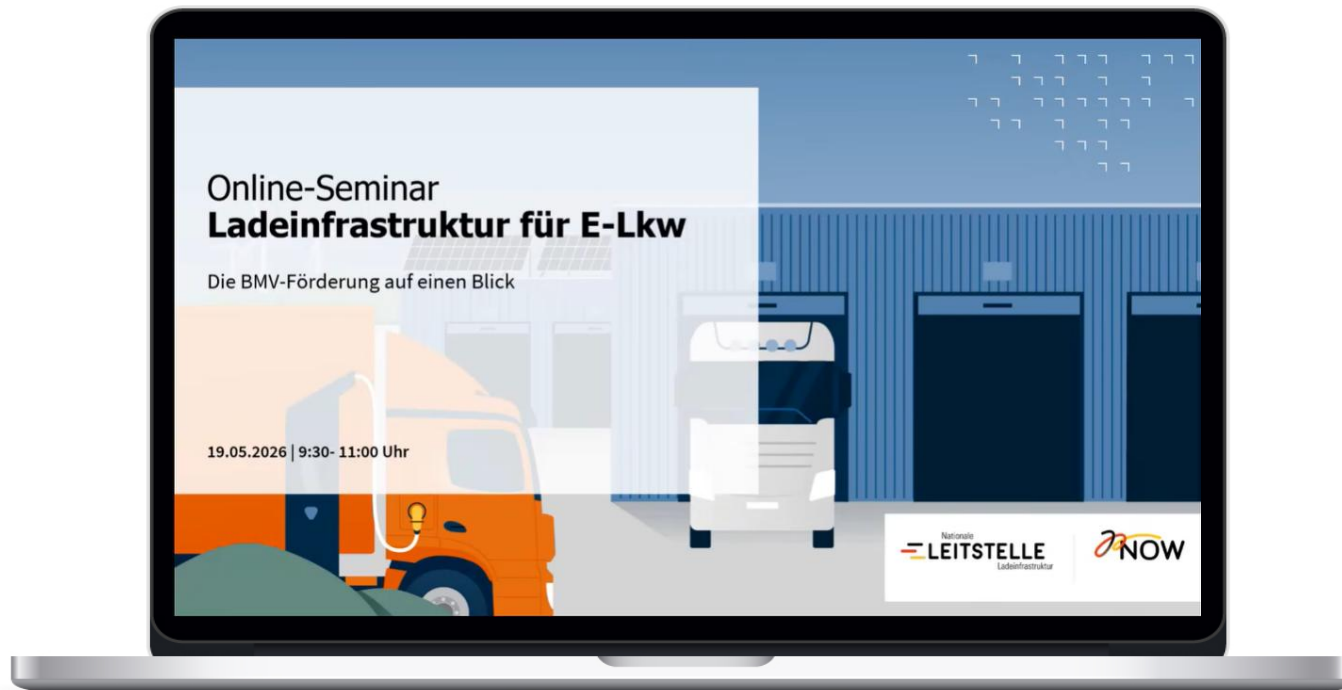 Online-Seminar
Ladeinfrastruktur für E-Lkw
Die BMV-Förderung auf einen Blick
19.05.2026 | 9:30- 11:00 Uhr
Nationale
LEITSTELLE
Ladeinfrastruktur
NOW